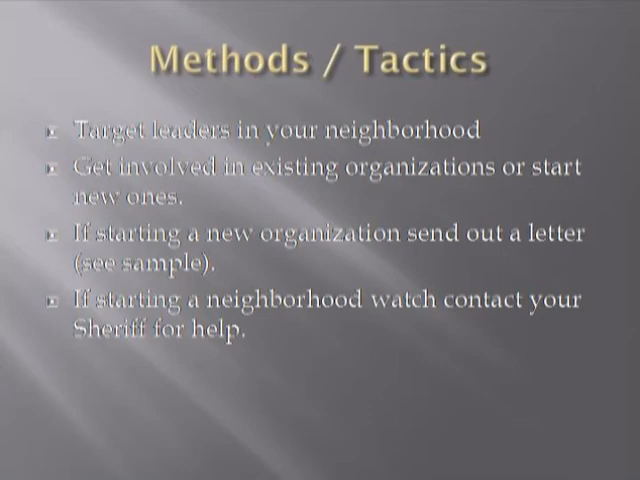 Methods / Tactics
Target leaders in your neighborhood
Get involved in existing organizations or start
new ones.
If starting a new organization send out a letter
(see sample).
If starting a neighborhood watch contact your
Sheriff for help.